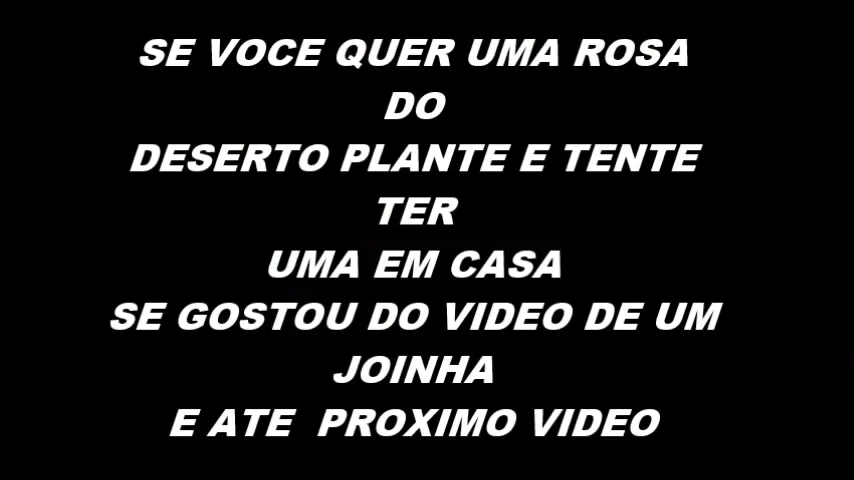 SE VOCE QUER UMA ROSA
DO
DESERTO PLANTE E TENTE
TER
UMA EM CASA
SE GOSTOU DO VIDEO DE UM
JOINHA
E ATE  PROXIMO VIDEO